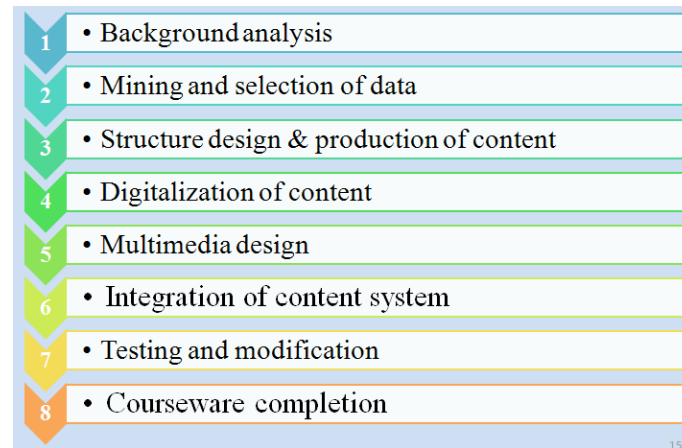 1 • Background analysis
2 • Mining and selection of data
3 • Structure design & production of content
4 • Digitalization of content
5 • Multimedia design
6 • Integration of content system
7 • Testing and modification
8 • Courseware completion
15